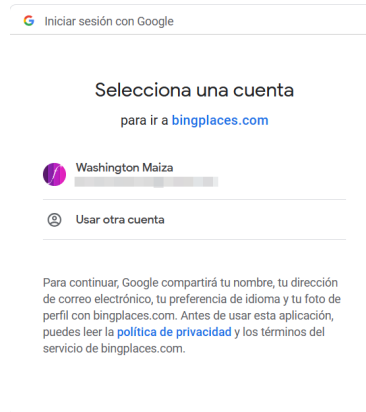 Iniciar sesión con Google
Selecciona una cuenta
para ir a bingplaces.com
Washington Maiza
Usar otra cuenta
Para continuar, Google compartirá tu nombre, tu dirección
de correo electrónico, tu preferencia de idioma y tu foto de
perfil con bingplaces.com. Antes de usar esta aplicación,
puedes leer la política de privacidad y los términos del
servicio de bingplaces.com.